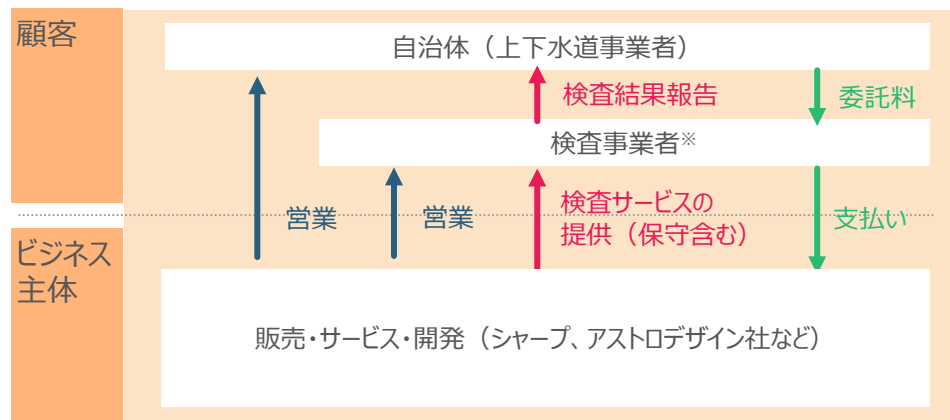 顧客
自治体（上下水道事業者）
検査結果報告
委託料
検査事業者※
営業
営業
検査サービスの
提供（保守含む）
支払い
ビジネス
主体
販売・サービス・開発（シャープ、アストロデザイン社など）